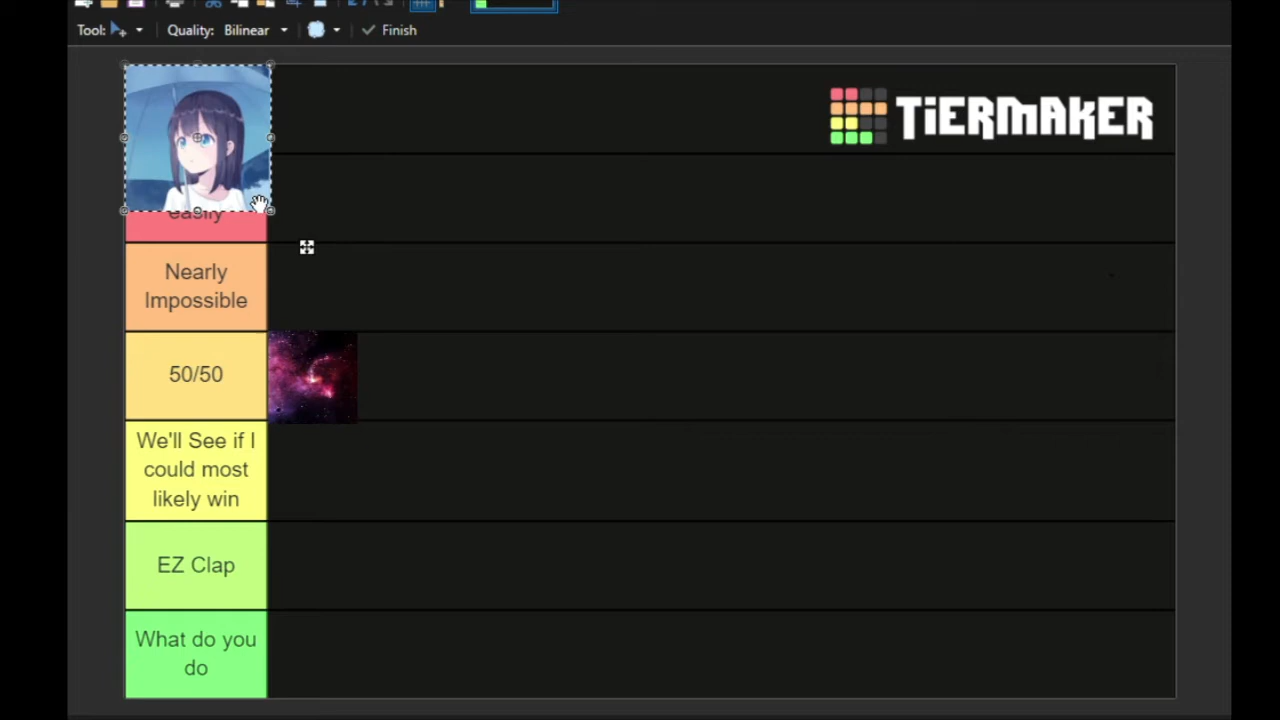 Tool:
Quality: Bilinear
Finish
TiERMAKER
easily
Nearly
Impossible
50/50
We'll See if I
could most
likely win
EZ Clap
What do you
do